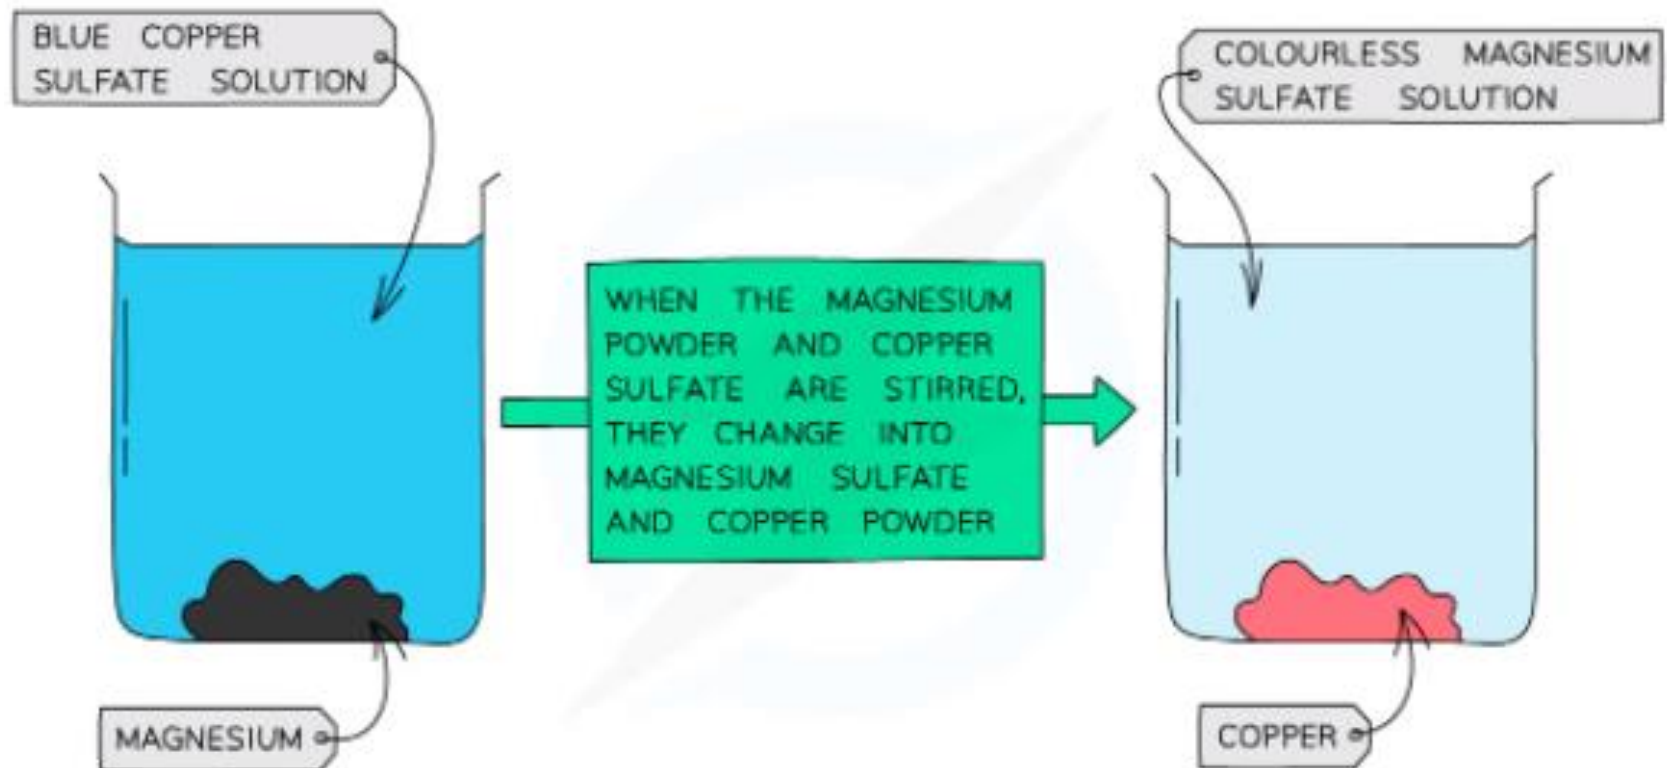 BLUE COPPER
SULFATE SOLUTION
COLOURLESS MAGNESIUM
SULFATE SOLUTION
WHEN THE MAGNESIUM
POWDER AND COPPER
SULFATE ARE STIRRED,
THEY CHANGE INTO
MAGNESIUM SULFATE
AND COPPER POWDER
MAGNESIUM
COPPER